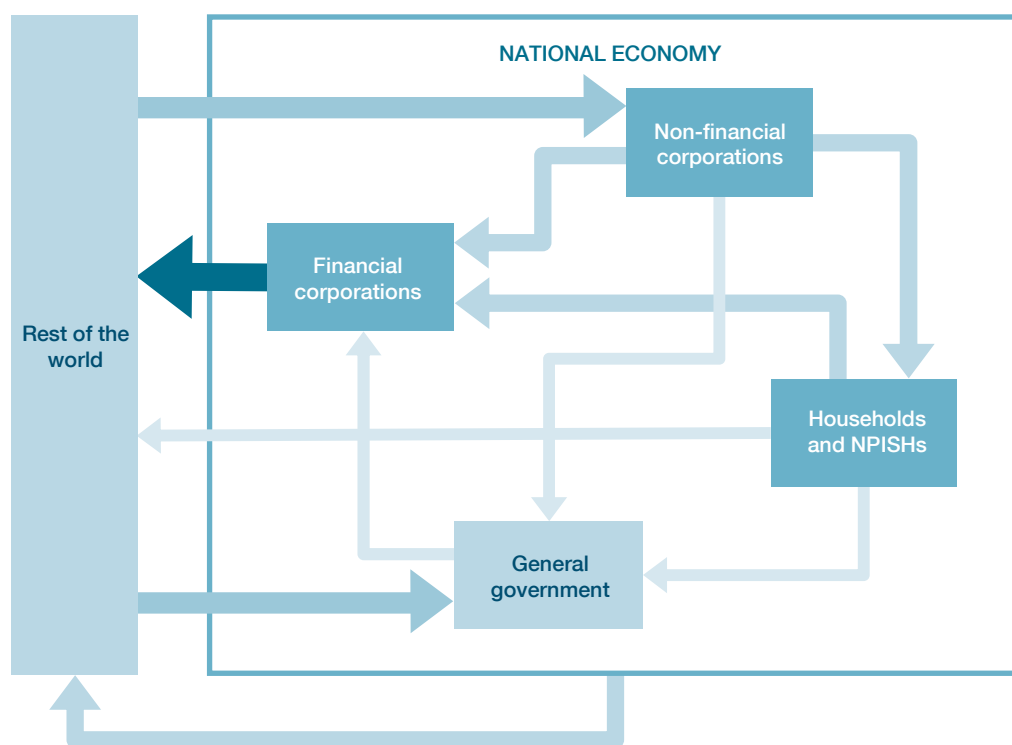 NATIONAL ECONOMY
Non-financial
corporations
Financial
corporations
Rest of the
world
Households
and NPISHs
General
government